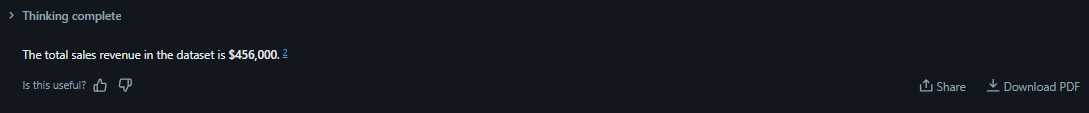 Thinking complete
The total sales revenue in the dataset is $456,000. 2
Is this useful?
Share
Download PDF